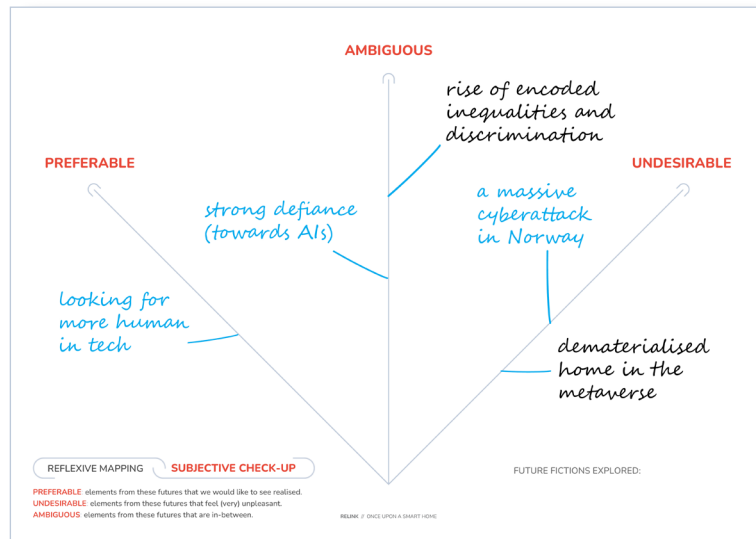 AMBIGUOUS
rise of encoded
inequalities and
discrimination
PREFERABLE
UNDESIRABLE
strong defiance
(towards AIs)
a massive
cyberattack
in Norway
looking for
more human
in tech
dematerialised
home in the
metaverse
REFLEXIVE MAPPING
SUBJECTIVE CHECK-UP
FUTURE FICTIONS EXPLORED:
PREFERABLE elements from these futures that we would like to see realised.
UNDESIRABLE elements from these futures that feel (very) unpleasant.
AMBIGUOUS elements from these futures that are in-between.
RELINK // ONCE UPON A SMART HOME